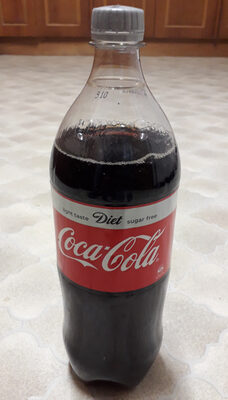 light taste Diet sugar free
Coca-Cola